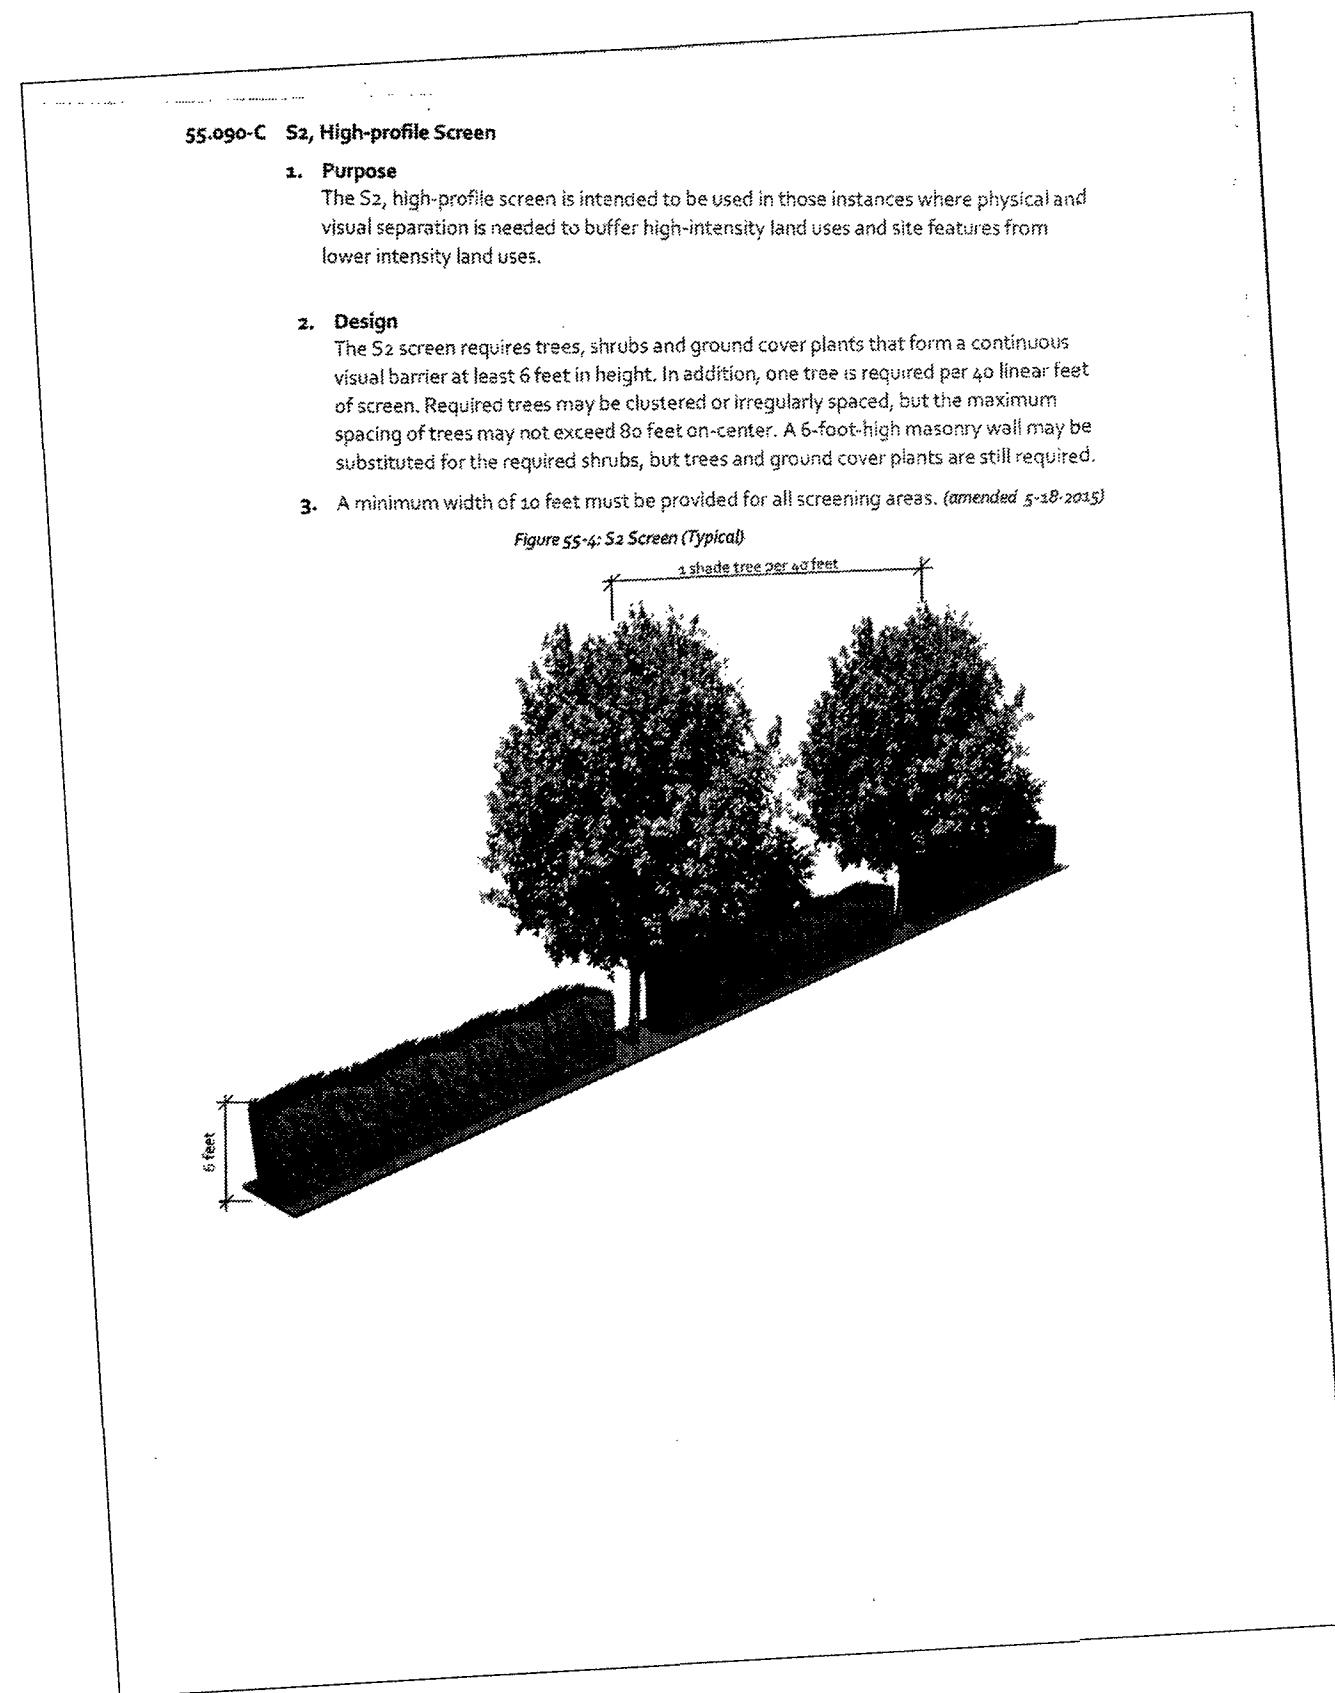 55.090-C S2, High-profile Screen
1. Purpose
The S2, high-profile screen is intended to be used in those instances where physical and
visual separation is needed to buffer high-intensity land uses and site features from
lower intensity land uses.
2. Design
The S2 screen requires trees, shrubs and ground cover plants that form a continuous
visual barrier at least 6 feet in height. In addition, one tree is required per 40 linear feet
of screen. Required trees may be clustered or irregularly spaced, but the maximum
spacing of trees may not exceed 80 feet on-center. A 6-foot-high masonry wall may be
substituted for the required shrubs, but trees and ground cover plants are still required.
3. A minimum width of 10 feet must be provided for all screening areas. (amended 5-18-2015)
Figure 55-4: S2 Screen (Typical)
1 shade tree per 40 feet
6 feet